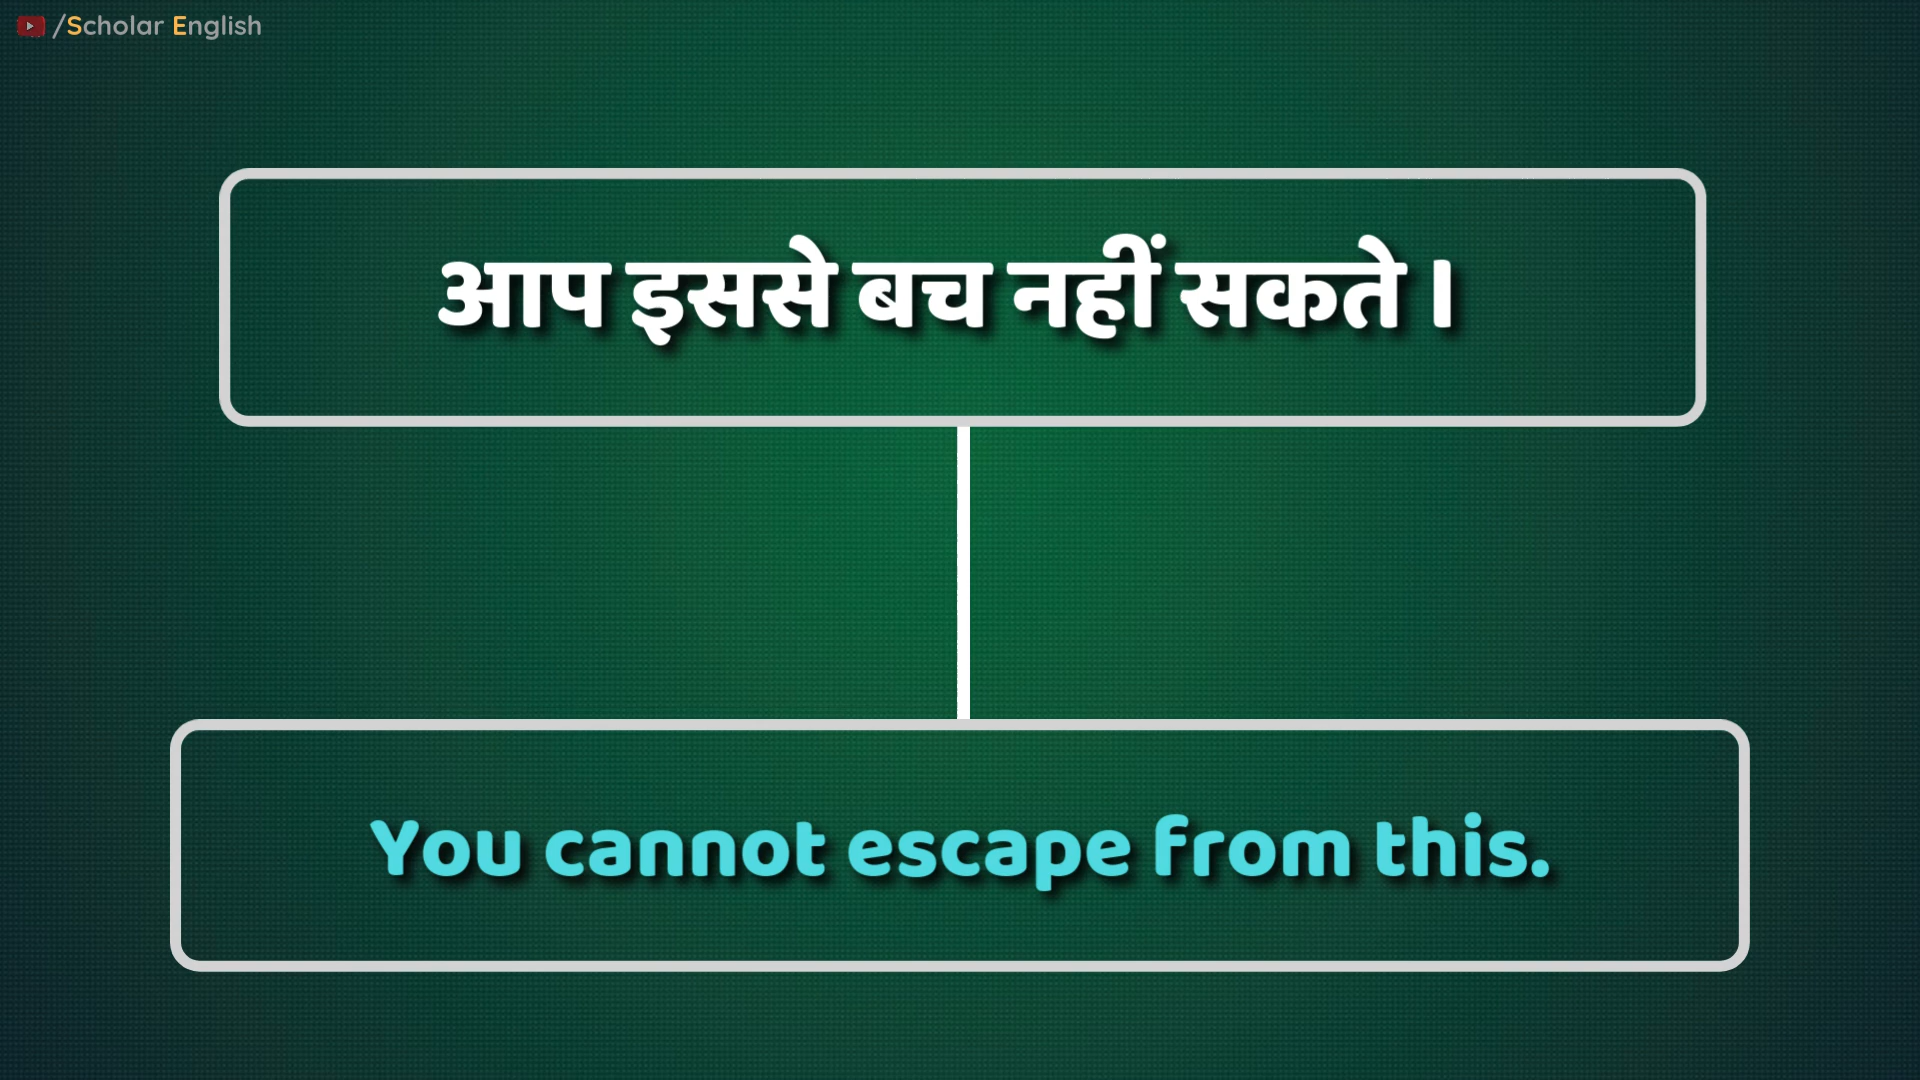 /Scholar English
आप इससे बच नहीं सकते ।
You cannot escape from this.